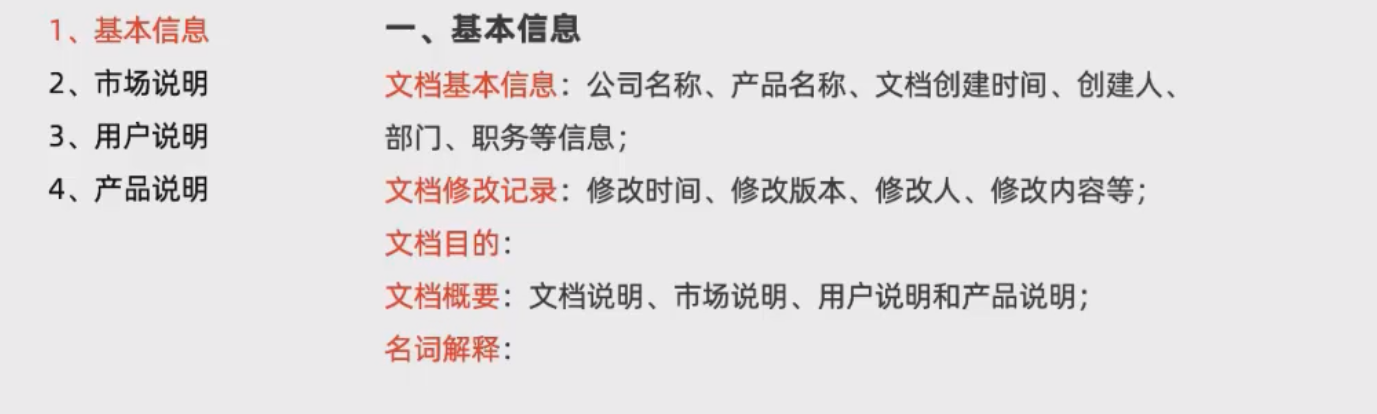 1、基本信息
2、市场说明
3、用户说明
4、产品说明
一、基本信息
文档基本信息：公司名称、产品名称、文档创建时间、创建人、
部门、职务等信息；
文档修改记录：修改时间、修改版本、修改人、修改内容等；
文档目的：
文档概要：文档说明、市场说明、用户说明和产品说明；
名词解释：